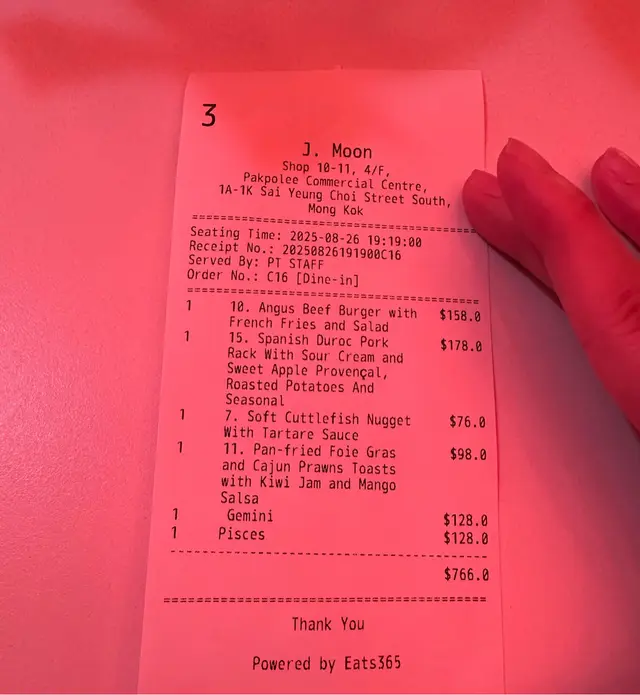 3
J. Moon
Shop 10-11, 4/F,
Pakpolee Commercial Centre,
1A-1K Sai Yeung Choi Street South,
Mong Kok
Seating Time: 2025-08-26 19:19:00
Receipt No.: 20250826191900C16
Served By: PT STAFF
Order No.: C16 [Dine-in]
1 10. Angus Beef Burger with $158.0
French Fries and Salad
1 15. Spanish Duroc Pork $178.0
Rack With Sour Cream and
Sweet Apple Provençal,
Roasted Potatoes And
Seasonal
1 7. Soft Cuttlefish Nugget $76.0
With Tartare Sauce
1 11. Pan-fried Foie Gras $98.0
and Cajun Prawns Toasts
with Kiwi Jam and Mango
Salsa
1 Gemini $128.0
1 Pisces $128.0
$766.0
Thank You
Powered by Eats365